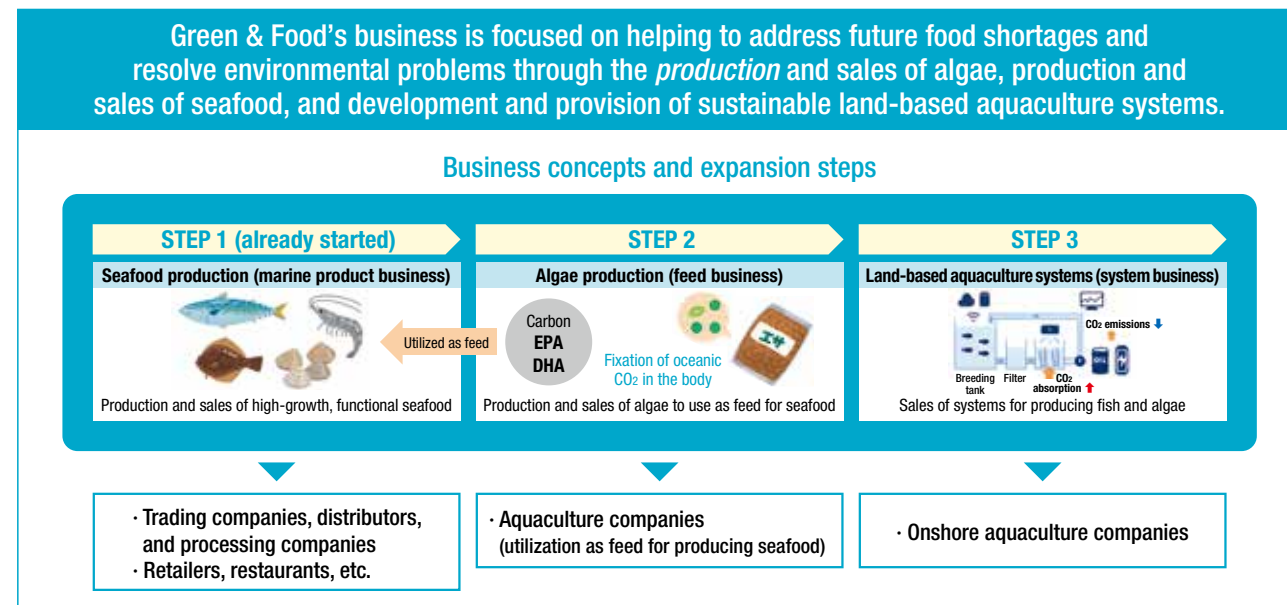 Green & Food's business is focused on helping to address future food shortages and
resolve environmental problems through the production and sales of algae, production and
sales of seafood, and development and provision of sustainable land-based aquaculture systems.
Business concepts and expansion steps
STEP 1 (already started)
Seafood production (marine product business)
Utilized as feed
Production and sales of high-growth, functional seafood
STEP 2
Algae production (feed business)
Carbon
EPA
DHA
エサ
Fixation of oceanic
CO2 in the body
Production and sales of algae to use as feed for seafood
STEP 3
Land-based aquaculture systems (system business)
CO2 emissions
Breeding
tank
Filter
CO2
absorption
Sales of systems for producing fish and algae
· Trading companies, distributors,
and processing companies
· Retailers, restaurants, etc.
· Aquaculture companies
(utilization as feed for producing seafood)
· Onshore aquaculture companies